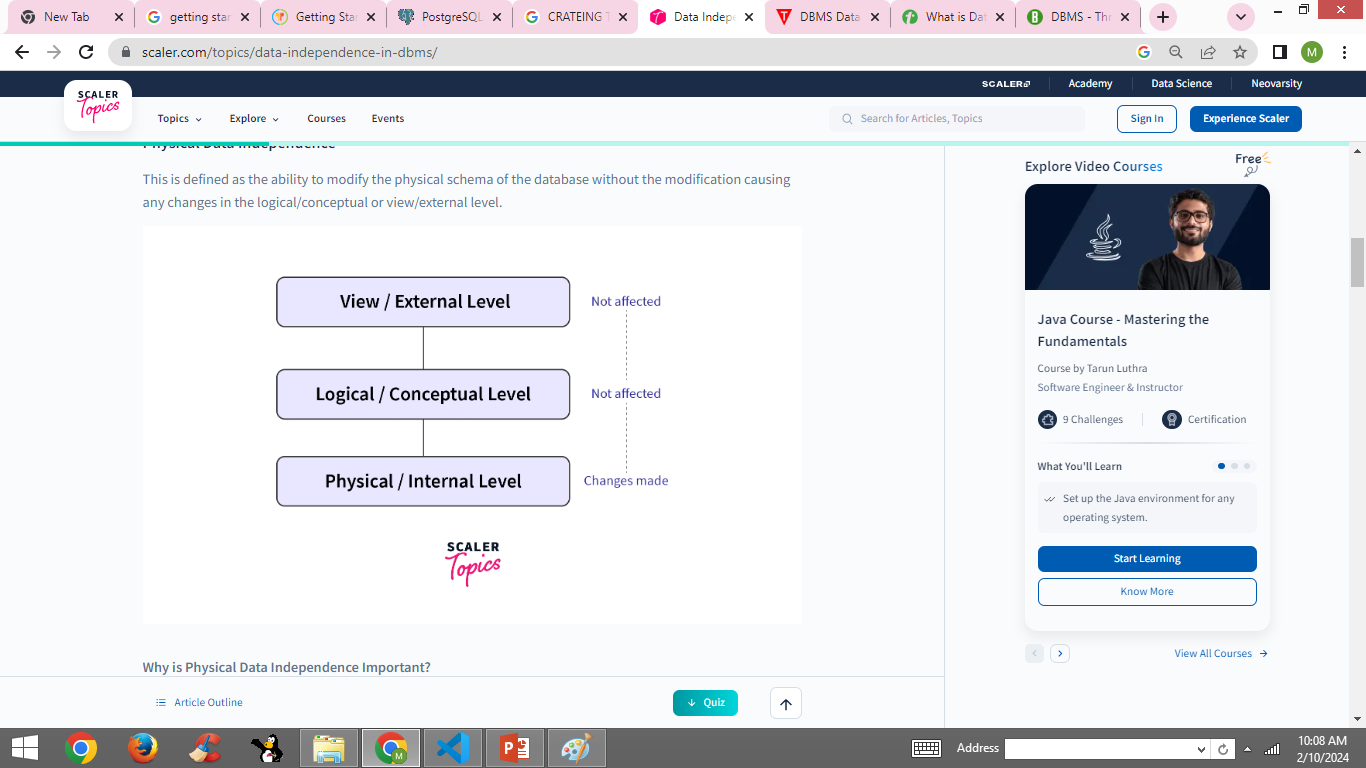 New Tab
getting star
Getting Star
PostgreSQL
CRATEING T
Data Indepe
DBMS Data
What is Dat
DBMS - Thr
scaler.com/topics/data-independence-in-dbms/
M
SCALER
Academy
Data Science
Neovarsity
SCALER
Topics
Topics
Explore
Courses
Events
Search for Articles, Topics
Sign In
Experience Scaler
Physical Data Independence
This is defined as the ability to modify the physical schema of the database without the modification causing
any changes in the logical/conceptual or view/external level.
View / External Level
Not affected
Logical / Conceptual Level
Not affected
Physical / Internal Level
Changes made
SCALER
Topics
Why is Physical Data Independence Important?
Article Outline
Quiz
Explore Video Courses
Free
Java Course - Mastering the
Fundamentals
Course by Tarun Luthra
Software Engineer & Instructor
9 Challenges
Certification
What You'll Learn
Set up the Java environment for any
operating system.
Start Learning
Know More
View All Courses
Address
10:08 AM
2/10/2024